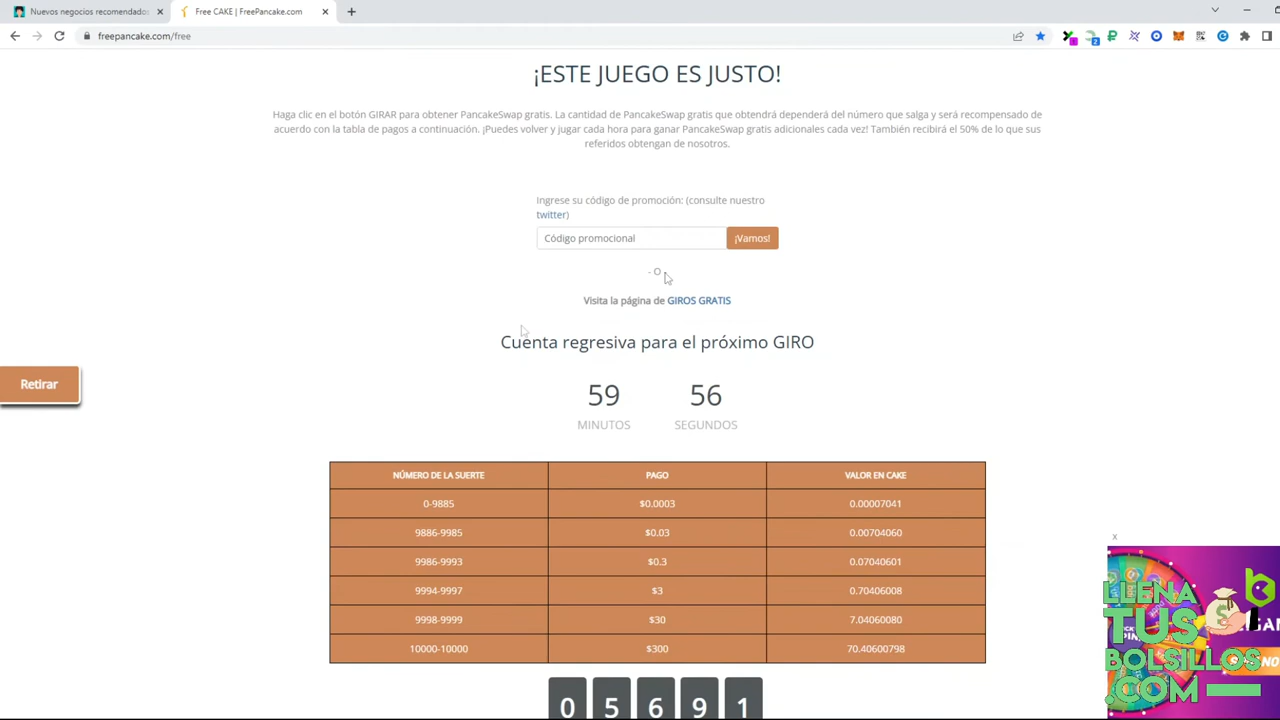 Nuevos negocios recomendados
Free CAKE | FreePancake.com
freepancake.com/free
¡ESTE JUEGO ES JUSTO!
Haga clic en el botón GIRAR para obtener PancakeSwap gratis. La cantidad de PancakeSwap gratis que obtendrá dependerá del número que salga y será recompensado de
acuerdo con la tabla de pagos a continuación. ¡Puedes volver y jugar cada hora para ganar PancakeSwap gratis adicionales cada vez! También recibirá el 50% de lo que sus
referidos obtengan de nosotros.
Ingrese su código de promoción: (consulte nuestro
twitter)
Código promocional ¡Vamos!
- O -
Visita la página de GIROS GRATIS
Cuenta regresiva para el próximo GIRO
59 56
MINUTOS SEGUNDOS
Retirar
NÚMERO DE LA SUERTE PAGO VALOR EN CAKE
0-9885 $0.0003 0.00007041
9886-9985 $0.03 0.00704060
9986-9993 $0.3 0.07040601
9994-9997 $3 0.70406008
9998-9999 $30 7.04060080
10000-10000 $300 70.40600798
0 5 6 9 1
x
LLENA
TUS
BOLSILLOS
.COM